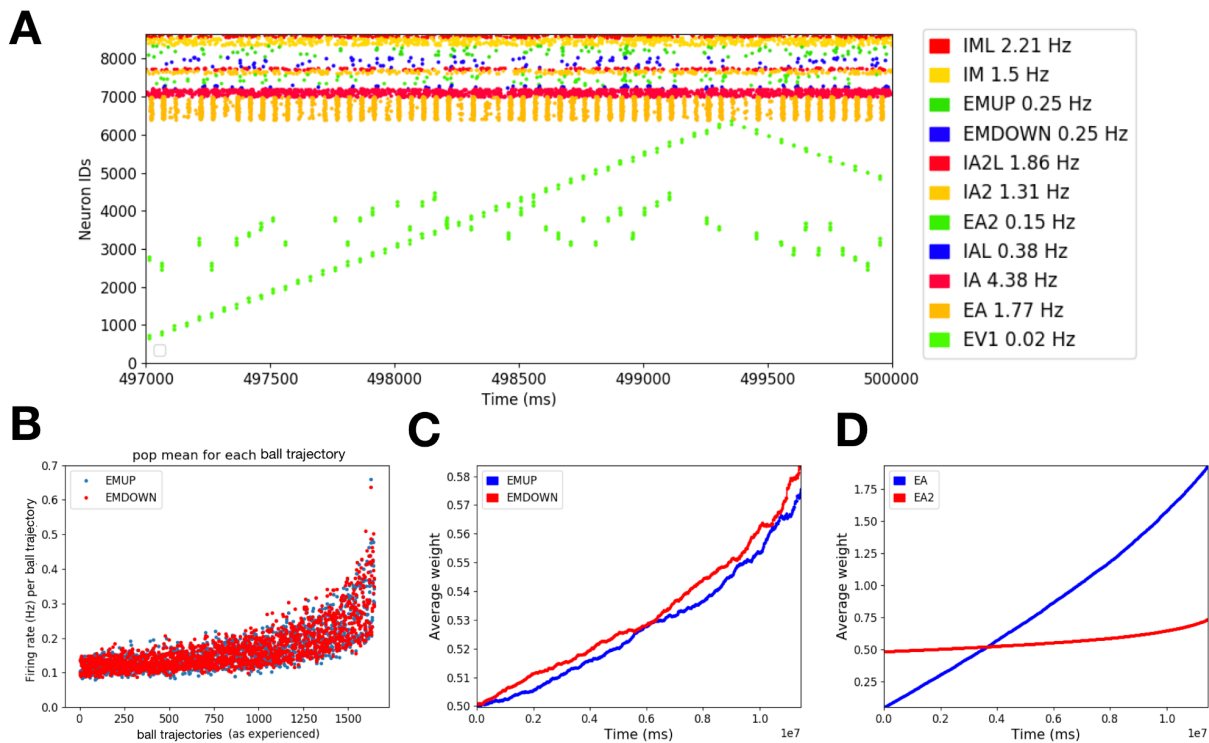 A
8000
7000
6000
5000
4000
3000
2000
1000
0
Neuron IDs
497000 497500 498000 498500 499000 499500 500000
Time (ms)
IML 2.21 Hz
IM 1.5 Hz
EMUP 0.25 Hz
EMDOWN 0.25 Hz
IA2L 1.86 Hz
IA2 1.31 Hz
EA2 0.15 Hz
IAL 0.38 Hz
IA 4.38 Hz
EA 1.77 Hz
EV1 0.02 Hz
B
pop mean for each ball trajectory
EMUP
EMDOWN
0.7
0.6
0.5
0.4
0.3
0.2
0.1
0.0
Firing rate (Hz) per ball trajectory
0 250 500 750 1000 1250 1500
ball trajectories (as experienced)
C
EMUP
EMDOWN
0.58
0.57
0.56
0.55
0.54
0.53
0.52
0.51
0.50
Average weight
0.0 0.2 0.4 0.6 0.8 1.0
1e7
Time (ms)
D
EA
EA2
1.75
1.50
1.25
1.00
0.75
0.50
0.25
Average weight
0.0 0.2 0.4 0.6 0.8 1.0
1e7
Time (ms)